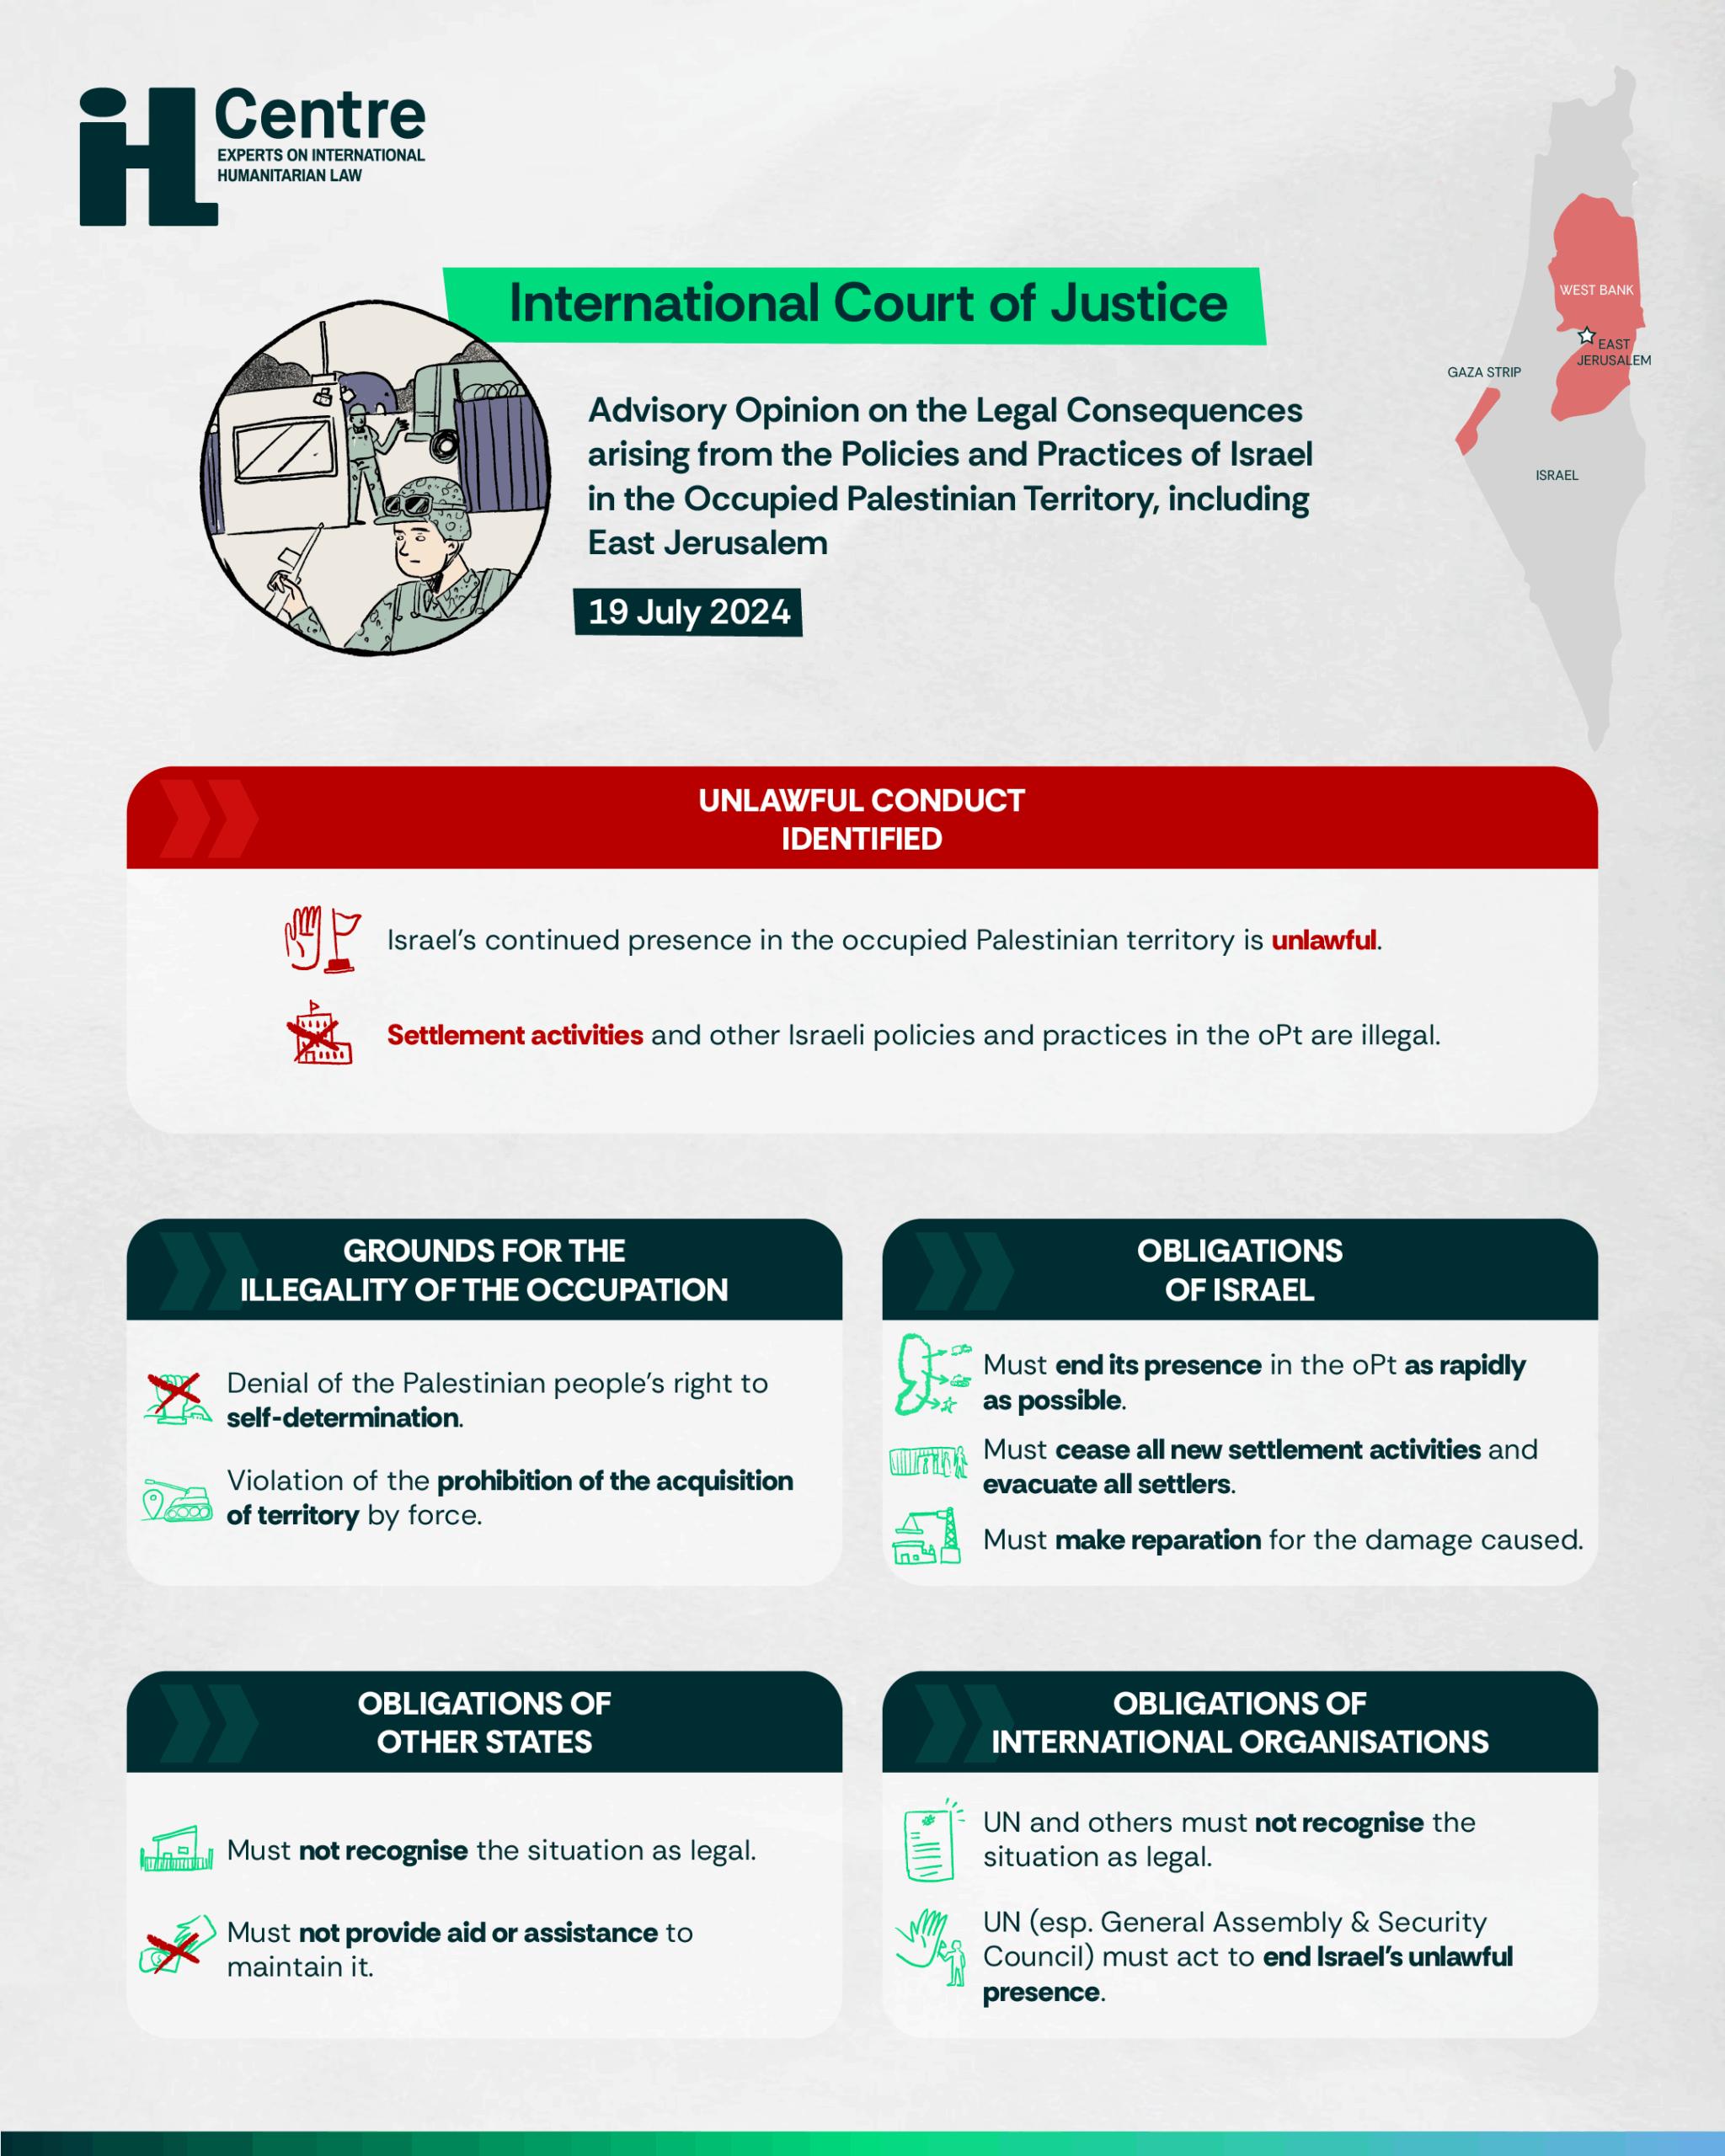 iHL Centre
EXPERTS ON INTERNATIONAL
HUMANITARIAN LAW
International Court of Justice
Advisory Opinion on the Legal Consequences
arising from the Policies and Practices of Israel
in the Occupied Palestinian Territory, including
East Jerusalem
19 July 2024
WEST BANK
EAST
JERUSALEM
GAZA STRIP
ISRAEL
UNLAWFUL CONDUCT
IDENTIFIED
Israel's continued presence in the occupied Palestinian territory is unlawful.
Settlement activities and other Israeli policies and practices in the oPt are illegal.
GROUNDS FOR THE
ILLEGALITY OF THE OCCUPATION
Denial of the Palestinian people's right to
self-determination.
Violation of the prohibition of the acquisition
of territory by force.
OBLIGATIONS
OF ISRAEL
Must end its presence in the oPt as rapidly
as possible.
Must cease all new settlement activities and
evacuate all settlers.
Must make reparation for the damage caused.
OBLIGATIONS OF
OTHER STATES
Must not recognise the situation as legal.
Must not provide aid or assistance to
maintain it.
OBLIGATIONS OF
INTERNATIONAL ORGANISATIONS
UN and others must not recognise the
situation as legal.
UN (esp. General Assembly & Security
Council) must act to end Israel's unlawful
presence.